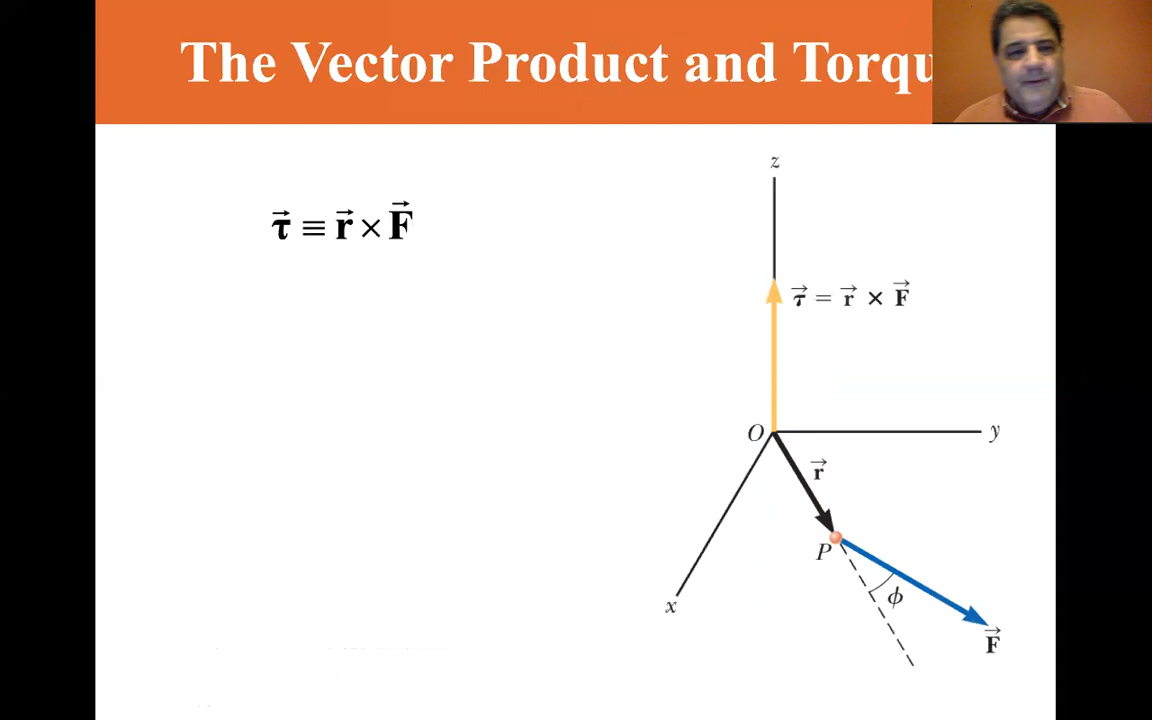 The Vector Product and Torqu
τ⃗ ≡ r⃗ × F⃗
z
τ⃗ = r⃗ × F⃗
O
y
r⃗
P
ϕ
x
F⃗